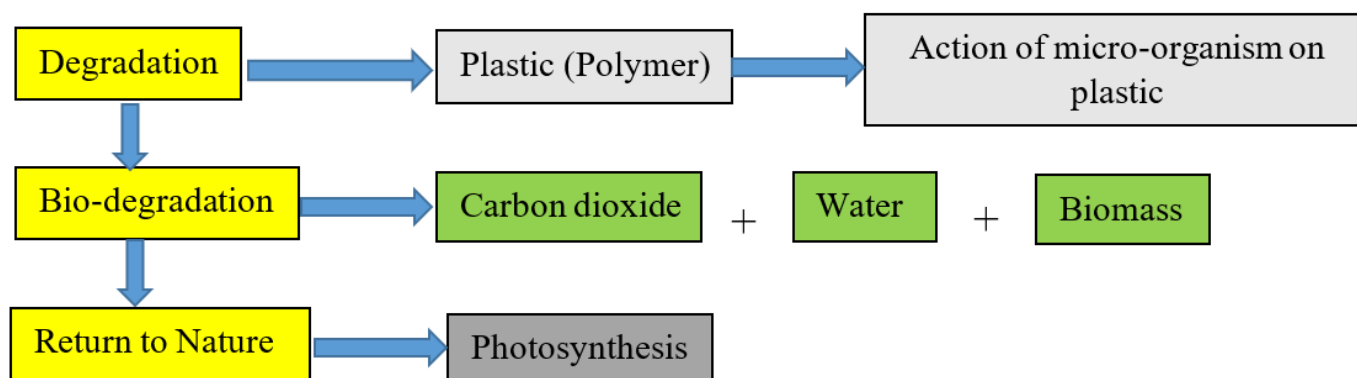 Degradation
Plastic (Polymer)
Action of micro-organism on
plastic
Bio-degradation
Carbon dioxide
+
Water
+
Biomass
Return to Nature
Photosynthesis